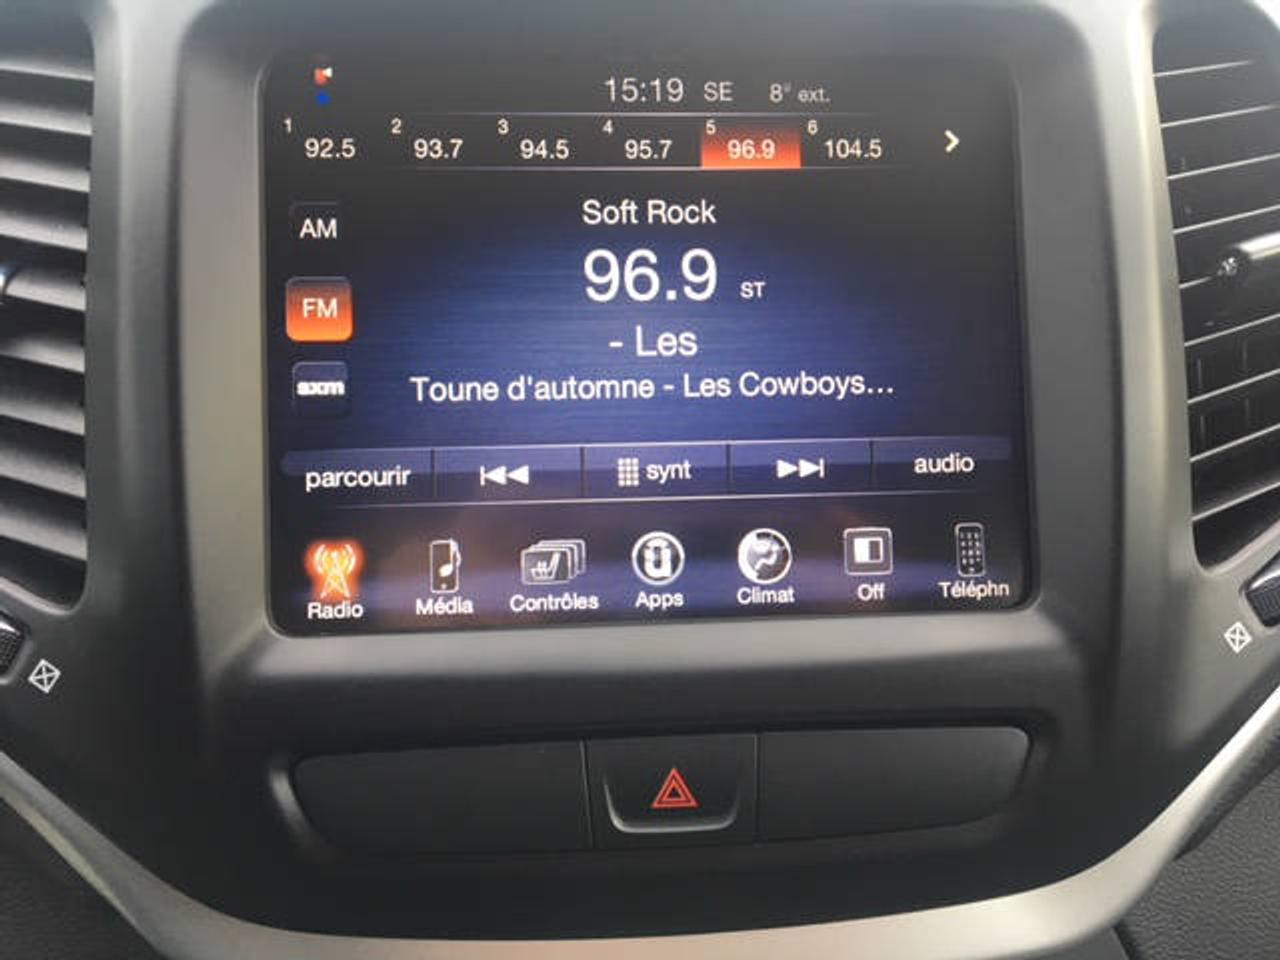 15:19 SE 8° ext.
1 92.5 2 93.7 3 94.5 4 95.7 5 96.9 6 104.5
Soft Rock
AM
96.9 ST
FM
- Les
sxm
Toune d'automne - Les Cowboys...
parcourir synt audio
Radio Média Contrôles Apps Climat Off Téléphn